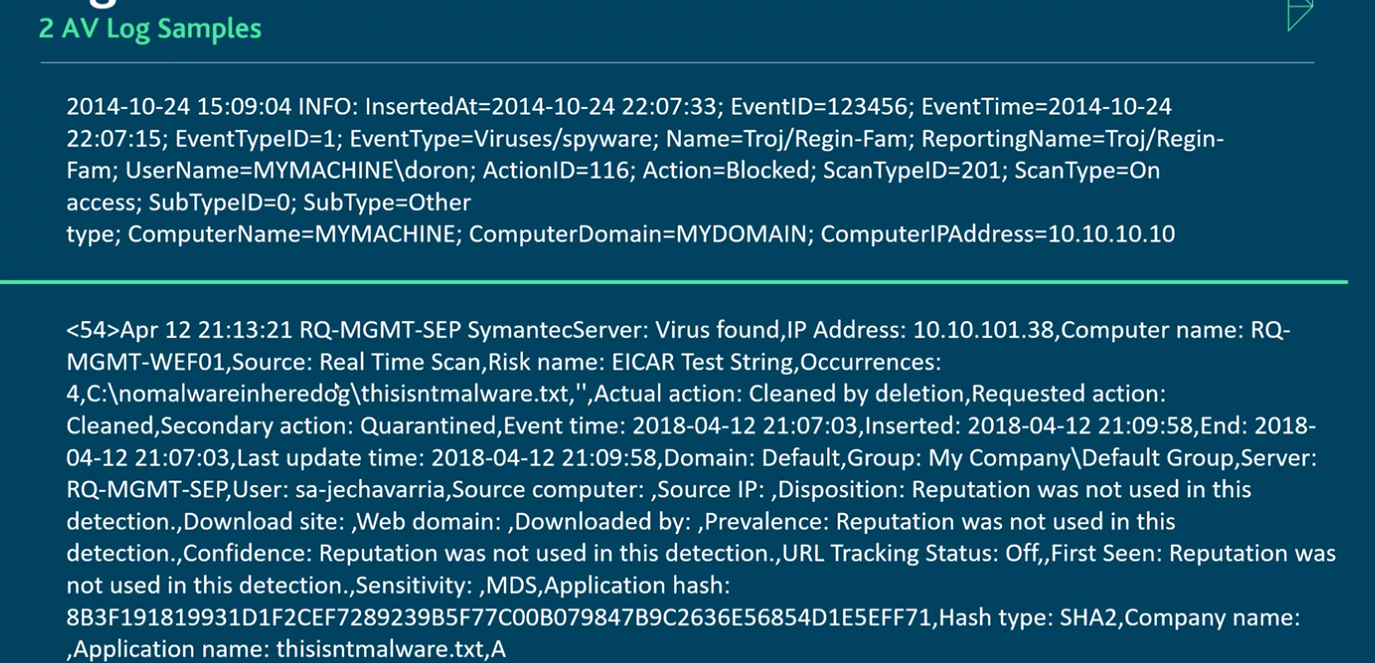 2 AV Log Samples
2014-10-24 15:09:04 INFO: InsertedAt=2014-10-24 22:07:33; EventID=123456; EventTime=2014-10-24
22:07:15; EventTypeID=1; EventType=Viruses/spyware; Name=Troj/Regin-Fam; ReportingName=Troj/Regin-
Fam; UserName=MYMACHINE\doron; ActionID=116; Action=Blocked; ScanTypeID=201; ScanType=On
access; SubTypeID=0; SubType=Other
type; ComputerName=MYMACHINE; ComputerDomain=MYDOMAIN; ComputerIPAddress=10.10.10.10
<54>Apr 12 21:13:21 RQ-MGMT-SEP SymantecServer: Virus found,IP Address: 10.10.101.38,Computer name: RQ-
MGMT-WEF01,Source: Real Time Scan,Risk name: EICAR Test String,Occurrences:
4,C:\nomalwareinheredog\thisisntmalware.txt,'',Actual action: Cleaned by deletion,Requested action:
Cleaned,Secondary action: Quarantined,Event time: 2018-04-12 21:07:03,Inserted: 2018-04-12 21:09:58,End: 2018-
04-12 21:07:03,Last update time: 2018-04-12 21:09:58,Domain: Default,Group: My Company\Default Group,Server:
RQ-MGMT-SEP,User: sa-jechavarria,Source computer: ,Source IP: ,Disposition: Reputation was not used in this
detection.,Download site: ,Web domain: ,Downloaded by: ,Prevalence: Reputation was not used in this
detection.,Confidence: Reputation was not used in this detection.,URL Tracking Status: Off,,First Seen: Reputation was
not used in this detection.,Sensitivity: ,MDS,Application hash:
8B3F191819931D1F2CEF7289239B5F77C00B079847B9C2636E56854D1E5EFF71,Hash type: SHA2,Company name:
,Application name: thisisntmalware.txt,A